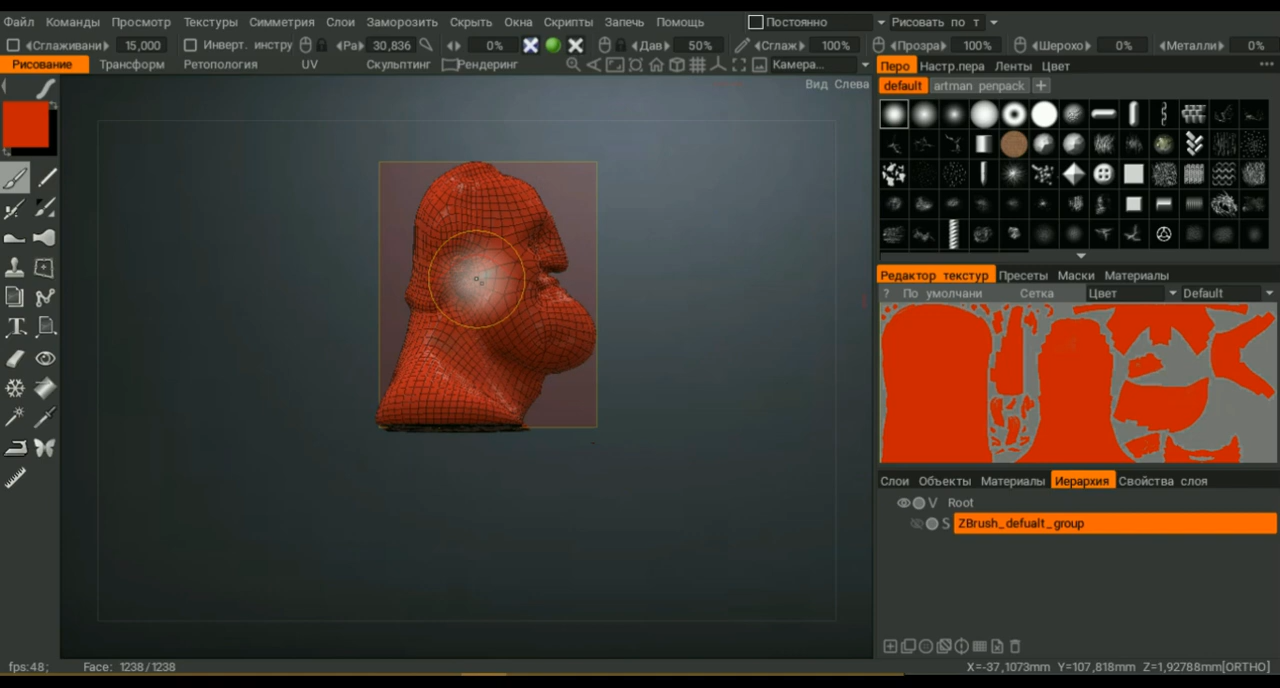 Файл Команды Просмотр Текстуры Симметрия Слои Заморозить Скрыть Окна Скрипты Запечь Помощь Постоянно Рисовать по т
Сглаживани 15,000 Инверт. инстру Ра 30,836 0% Дав 50% Сглаж 100% Прозра 100% Шерохо 0% Металли 0%
Рисование Трансформ Ретопология UV Скульптинг Рендеринг Камера... Перо Настр.пера Ленты Цвет
Вид Слева default artman penpack +
Редактор текстур Пресеты Маски Материалы
? По умолчани Сетка Цвет Default
Слои Объекты Материалы Иерархия Свойства слоя
V Root
S ZBrush_defualt_group
fps:48; Face: 1238/1238 X=-37,1073mm Y=107,818mm Z=1,92788mm[ORTHO]